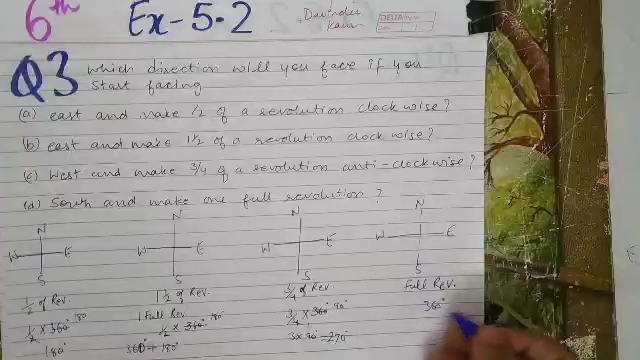 6th Ex-5.2 Davinder Kaur
Q3 Which direction will you face if you
start facing
(a) east and make 1/2 of a revolution clockwise?
(b) east and make 1 1/2 of a revolution clockwise?
(c) West and make 3/4 of a revolution anti-clockwise?
(d) South and make one full revolution?
N N N N
W E W E W E W E
S S S S
1/2 of Rev. 1 1/2 of Rev. 3/4 of Rev. Full Rev.
1/2 × 360° 180 1 Full Rev 1/2 × 360° 180° 3/4 × 360° 90° 360°
180° 360° + 180° 3×90° = 270°